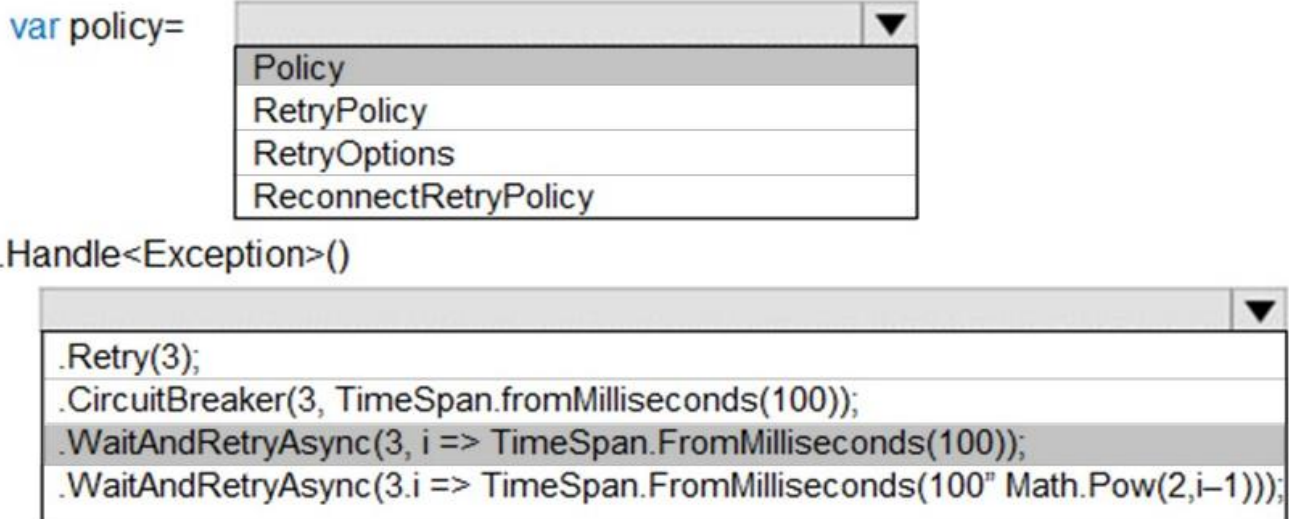 var policy=
Policy
RetryPolicy
RetryOptions
ReconnectRetryPolicy
.Handle<Exception>()
.Retry(3);
.CircuitBreaker(3, TimeSpan.fromMilliseconds(100));
.WaitAndRetryAsync(3, i => TimeSpan.FromMilliseconds(100));
.WaitAndRetryAsync(3.i => TimeSpan.FromMilliseconds(100” Math.Pow(2,i–1)));